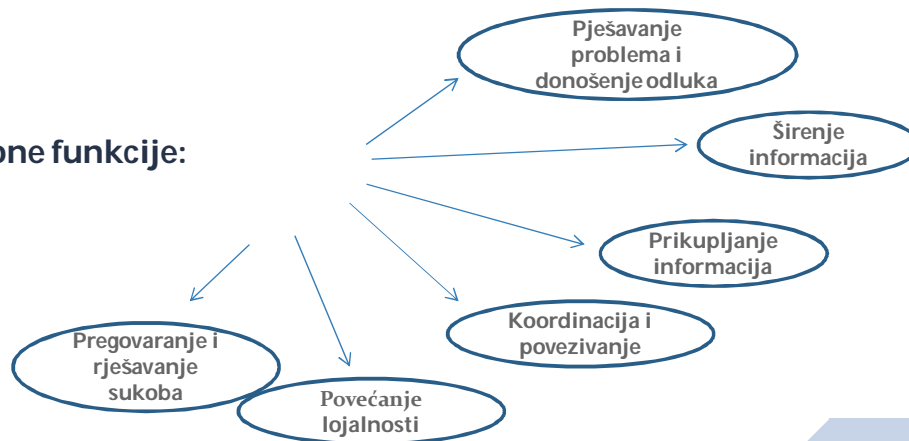 Pješavanje
problema i
donošenje odluka
one funkcije:
Širenje
informacija
Prikupljanje
informacija
Koordinacija i
povezivanje
Pregovaranje i
rješavanje
sukoba
Povećanje
lojalnosti